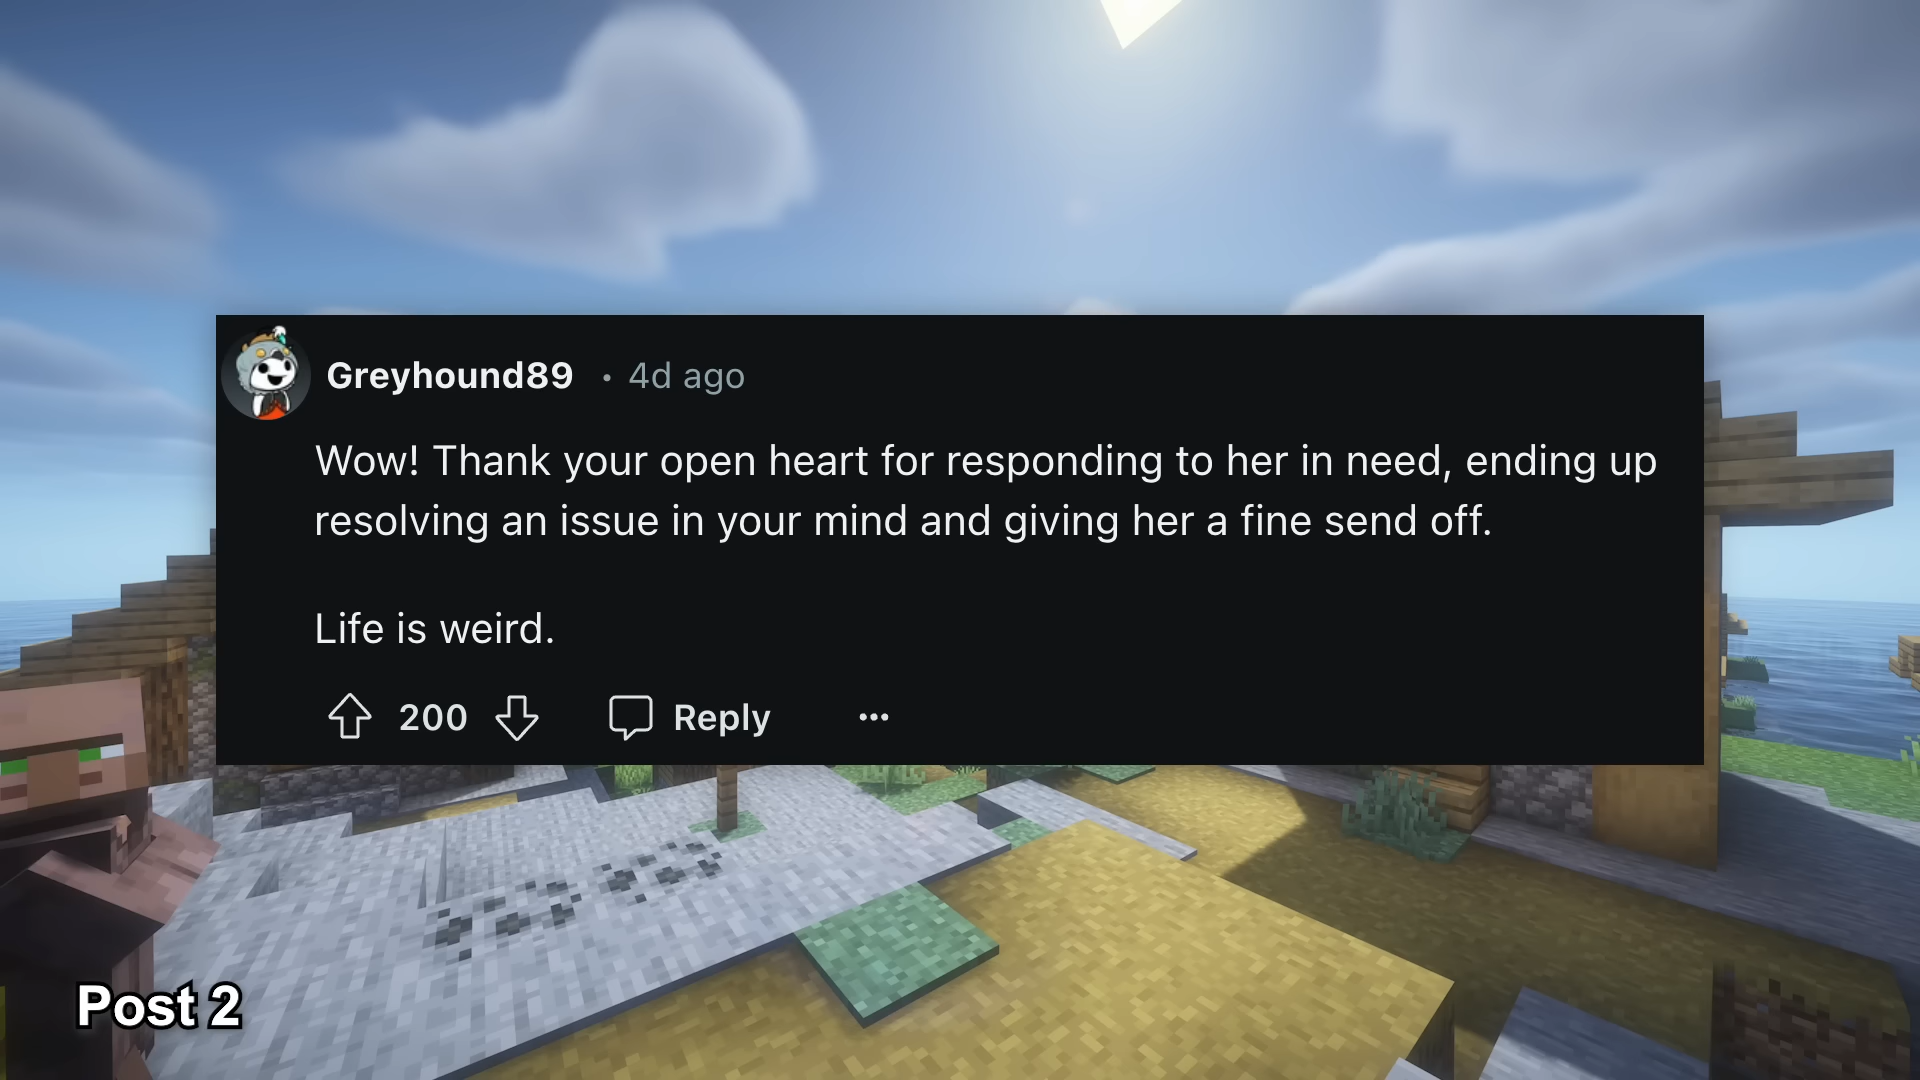 Greyhound89 • 4d ago
Wow! Thank your open heart for responding to her in need, ending up
resolving an issue in your mind and giving her a fine send off.
Life is weird.
200 Reply ...
Post 2